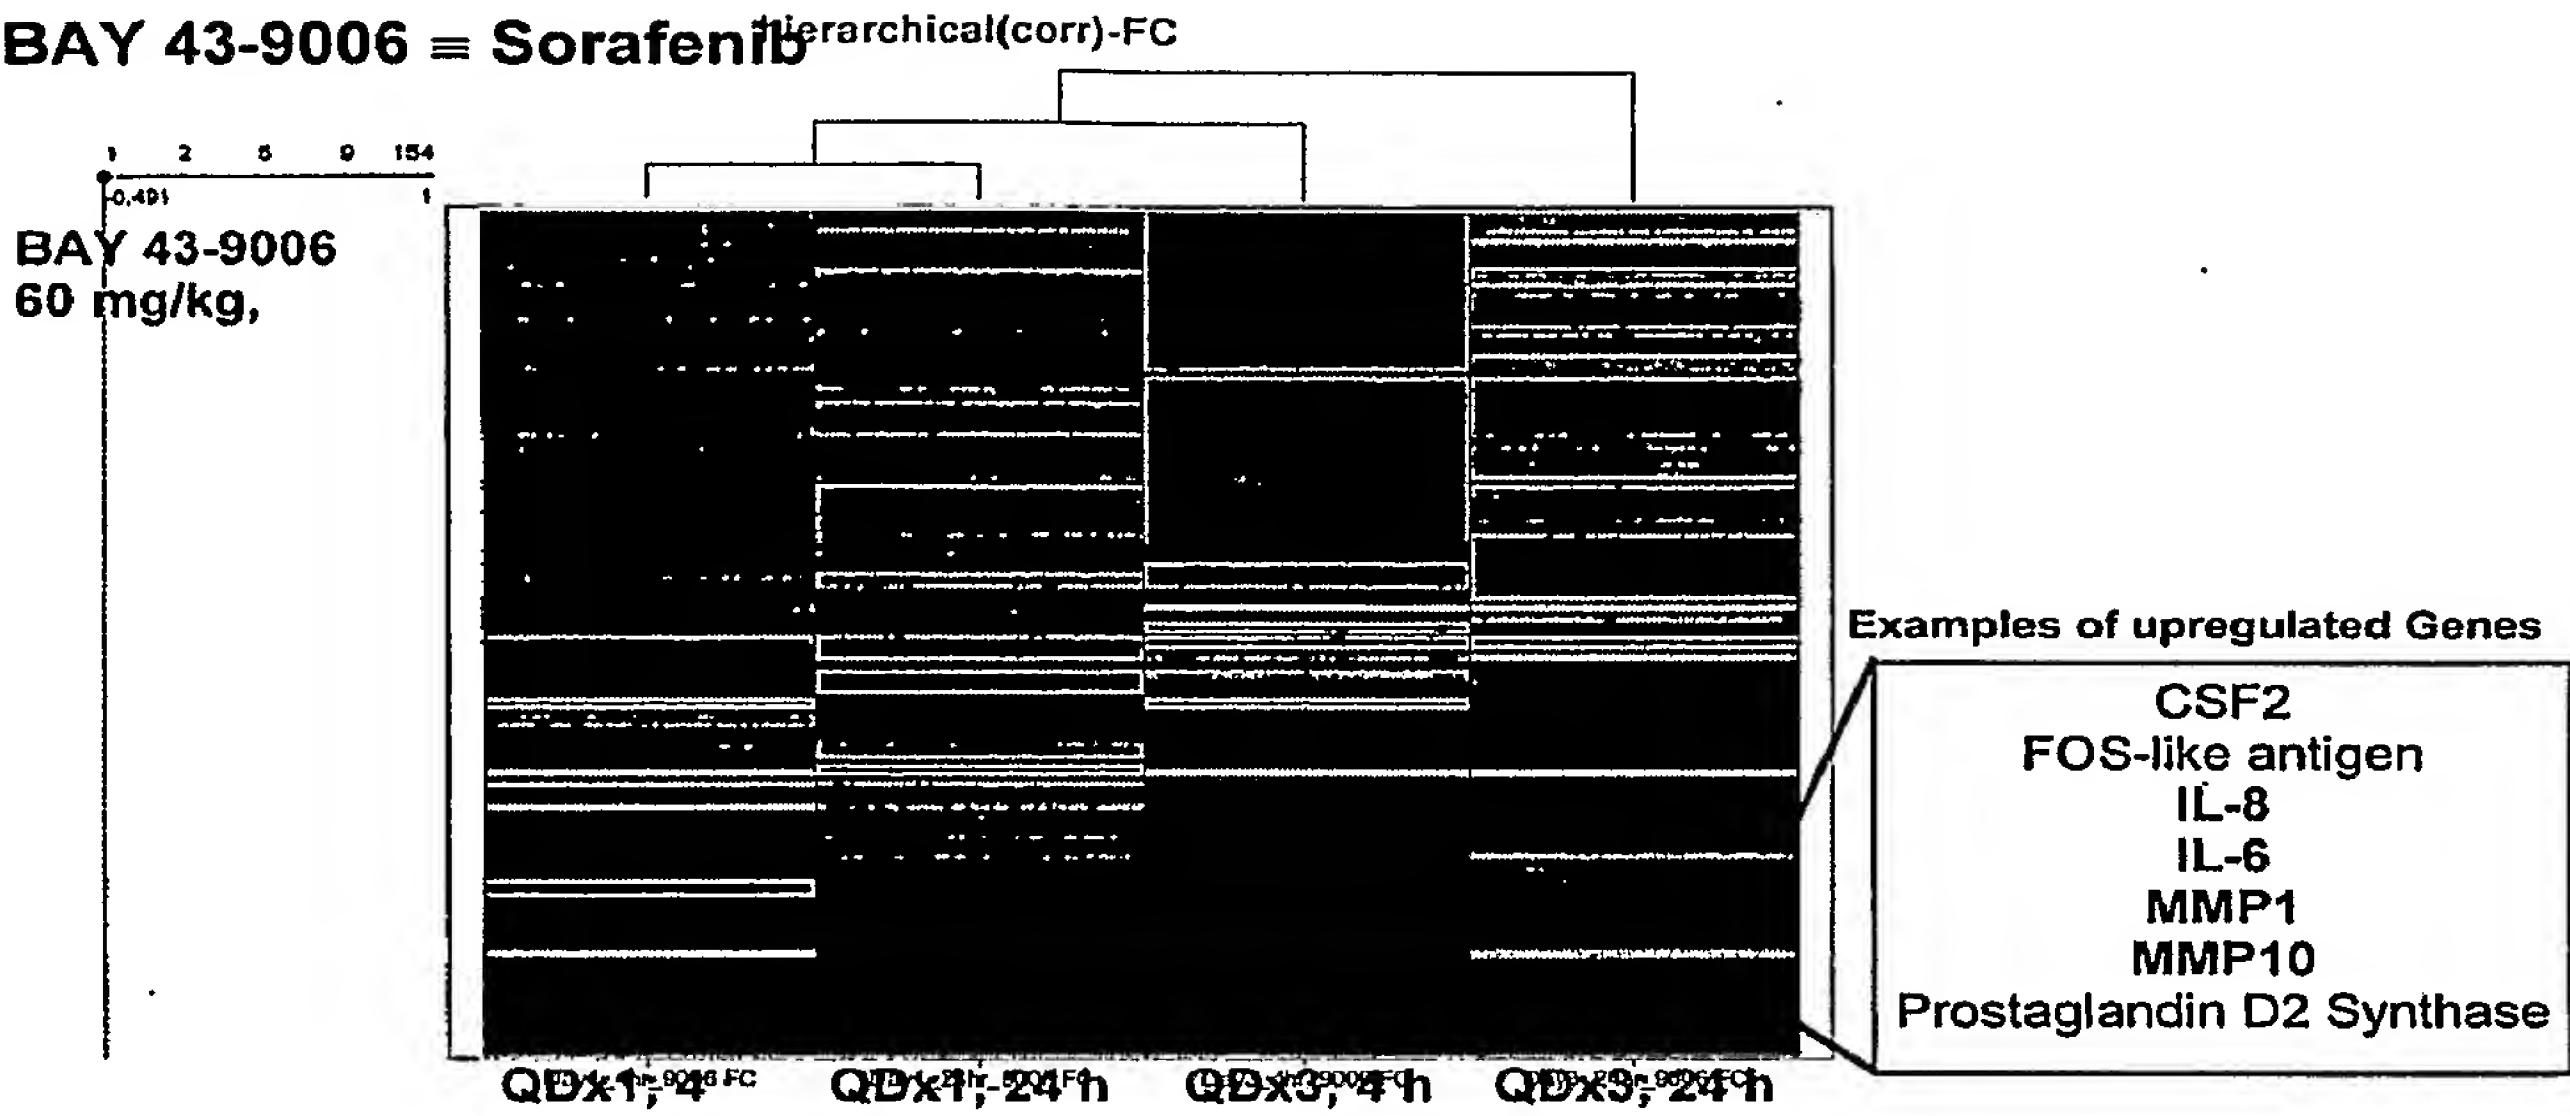 BAY 43-9006 ≡ Sorafenib
Hierarchical(corr)-FC
1 2 5 9 154
-0.491 1
BAY 43-9006
60 mg/kg,
Examples of upregulated Genes
CSF2
FOS-like antigen
IL-8
IL-6
MMP1
MMP10
Prostaglandin D2 Synthase
QDx1, 4 QDx1, 24 h QDx3, 4 h QDx3, 24 h